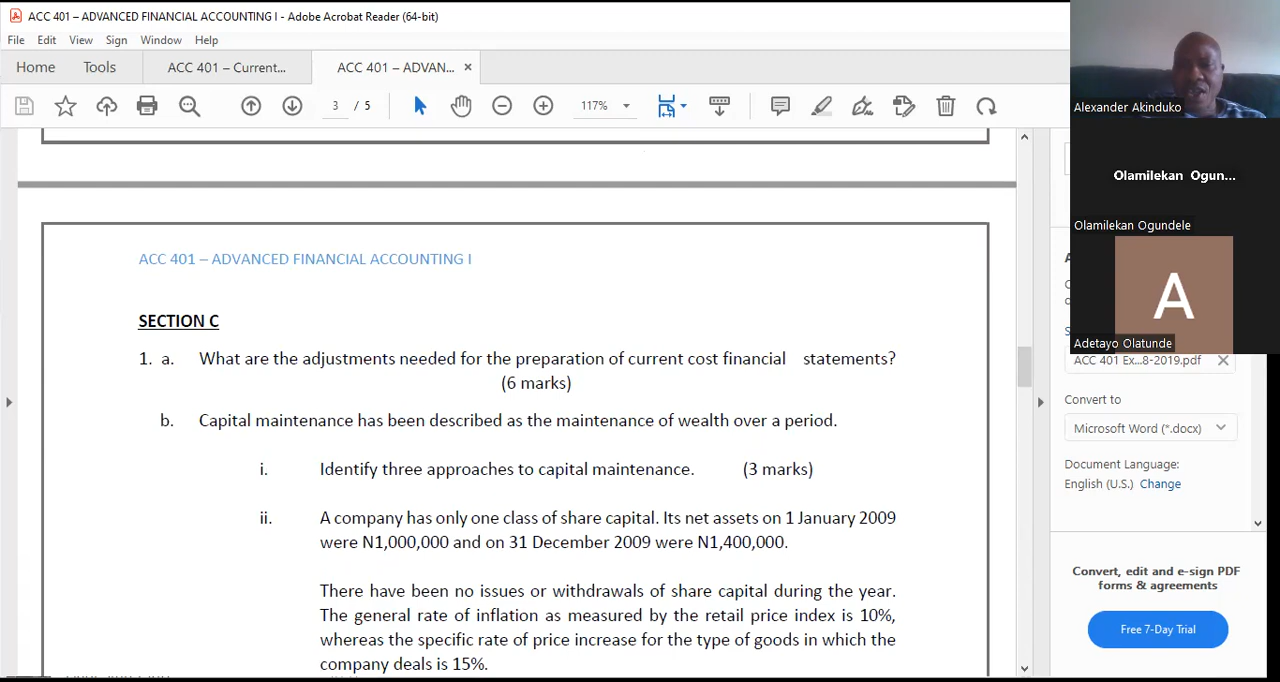 ACC 401 – ADVANCED FINANCIAL ACCOUNTING I - Adobe Acrobat Reader (64-bit)
File Edit View Sign Window Help
Home Tools ACC 401 – Current... ACC 401 – ADVAN... ×
3 / 5 117%
Alexander Akinduko
Olamilekan Ogun...
Olamilekan Ogundele
A
Adetayo Olatunde
ACC 401 – ADVANCED FINANCIAL ACCOUNTING I
SECTION C
1. a. What are the adjustments needed for the preparation of current cost financial statements?
(6 marks)
b. Capital maintenance has been described as the maintenance of wealth over a period.
i. Identify three approaches to capital maintenance. (3 marks)
ii. A company has only one class of share capital. Its net assets on 1 January 2009
were N1,000,000 and on 31 December 2009 were N1,400,000.
There have been no issues or withdrawals of share capital during the year.
The general rate of inflation as measured by the retail price index is 10%,
whereas the specific rate of price increase for the type of goods in which the
company deals is 15%.
ACC 401 Ex...8-2019.pdf
Convert to
Microsoft Word (*.docx)
Document Language:
English (U.S.) Change
Convert, edit and e-sign PDF
forms & agreements
Free 7-Day Trial